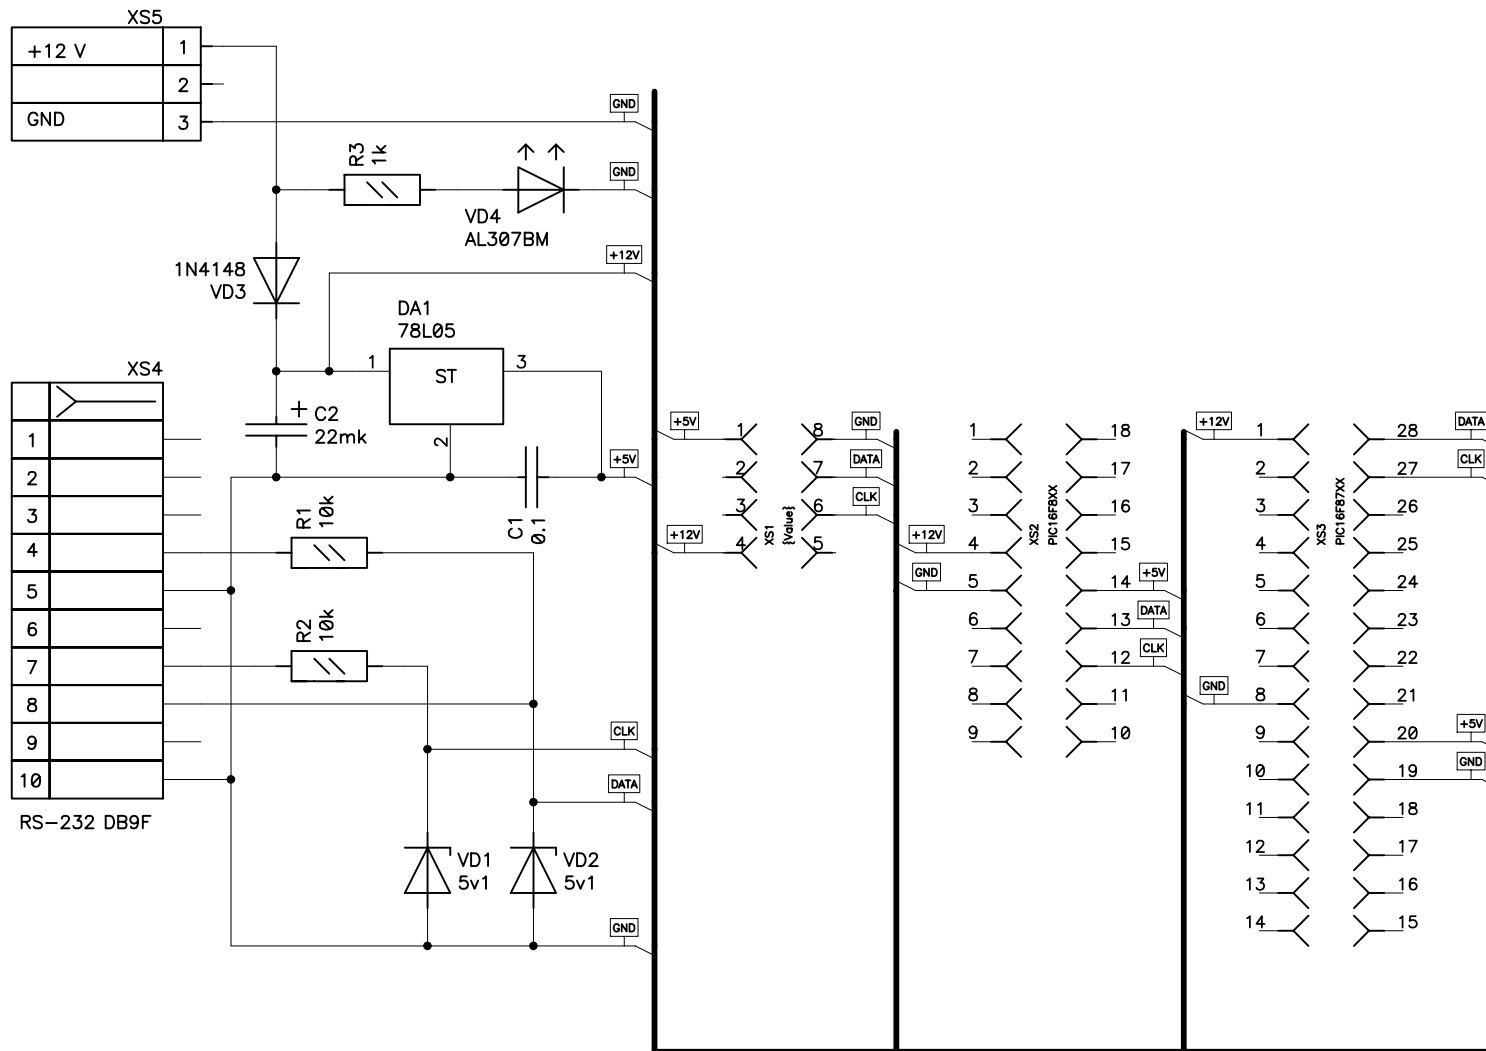 XS5
+12 V 1
2
GND 3
GND
R3
1k
GND
VD4
AL307BM
1N4148
VD3
+12V
DA1
78L05
1 ST 3
2
+ C2
22mk
C1
0.1
+5V
XS4
1
2
3
4
5
6
7
8
9
10
RS-232 DB9F
R1
10k
R2
10k
CLK
DATA
VD1
5v1
VD2
5v1
GND
+5V 1 8 GND
2 7 DATA
3 6 CLK
+12V 4 5
XS1
{Value}
1 18
2 17
3 16
+12V 4 15
GND 5 14 +5V
6 13 DATA
7 12 CLK
8 11
9 10
XS2
PIC16F8XX
+12V 1 28 DATA
2 27 CLK
3 26
4 25
5 24
6 23
7 22
GND 8 21
9 20 +5V
10 19 GND
11 18
12 17
13 16
14 15
XS3
PIC16F87XX